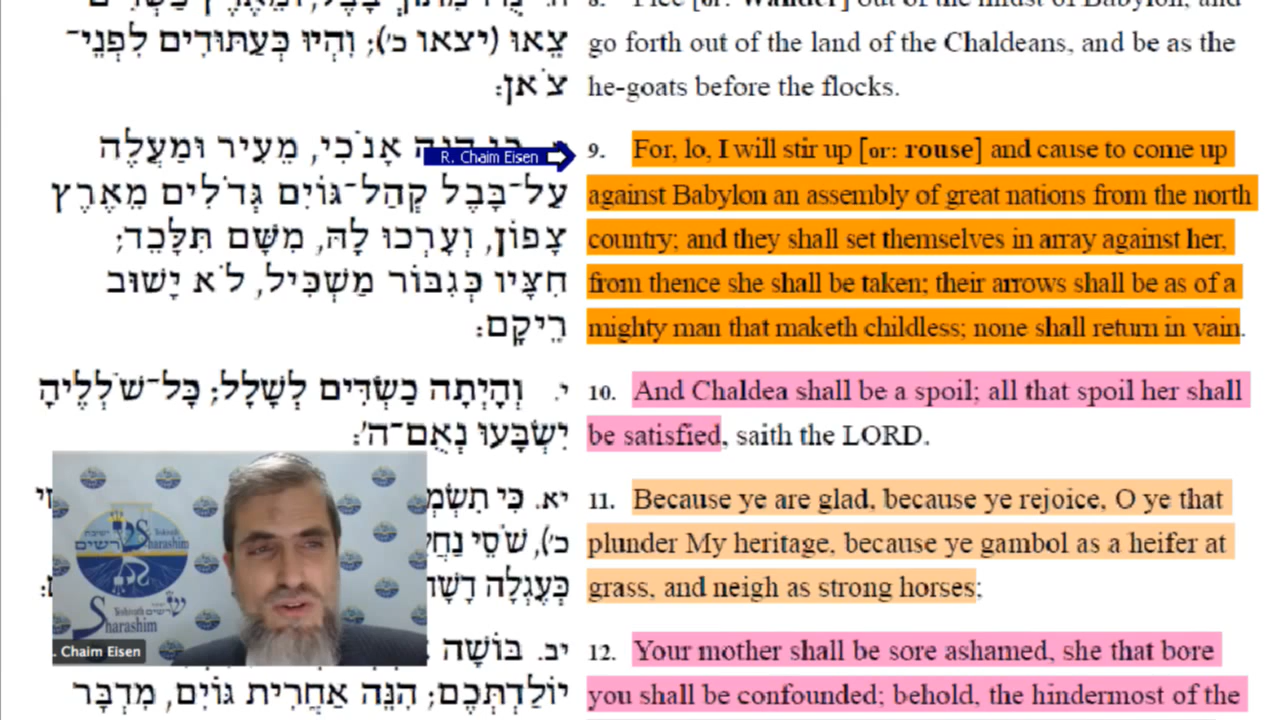 8. Flee [or: Wander] out of the midst of Babylon, and
go forth out of the land of the Chaldeans, and be as the
he-goats before the flocks.
ה. נֻדוּ מִתּוֹךְ בָּבֶל, וּמֵאֶרֶץ כַּשְׂדִּים
צֵאוּ (יצאו כ'); וִהְיוּ כְּעַתּוּדִים לִפְנֵי־
צֹאן:
9. For, lo, I will stir up [or: rouse] and cause to come up
against Babylon an assembly of great nations from the north
country; and they shall set themselves in array against her,
from thence she shall be taken; their arrows shall be as of a
mighty man that maketh childless; none shall return in vain.
R. Chaim Eisen
אָנֹכִי, מֵעִיר וּמַעֲלֶה
עַל־בָּבֶל קְהַל־גּוֹיִם גְּדֹלִים מֵאֶרֶץ
צָפוֹן, וְעָרְכוּ לָהּ, מִשָּׁם תִּלָּכֵד;
חִצָּיו כְּגִבּוֹר מַשְׁכִּיל, לֹא יָשׁוּב
רֵיקָם:
10. And Chaldea shall be a spoil; all that spoil her shall
be satisfied, saith the LORD.
י. וְהָיְתָה כַשְׂדִּים לְשָׁלָל; כָּל־שֹׁלְלֶיהָ
יִשְׂבָּעוּ נְאֻם־ה':
11. Because ye are glad, because ye rejoice, O ye that
plunder My heritage, because ye gambol as a heifer at
grass, and neigh as strong horses;
יא. כִּי
כ'), שֹׁסֵי
כְּעֶגְלָה
12. Your mother shall be sore ashamed, she that bore
you shall be confounded; behold, the hindermost of the
יב. בּוֹשָׁה
יוֹלַדְתְּכֶם; הִנֵּה אַחֲרִית גּוֹיִם, מִדְבָּר
ישיבת
שרשים
Sharashim
Yeshivath
Sharashim
. Chaim Eisen